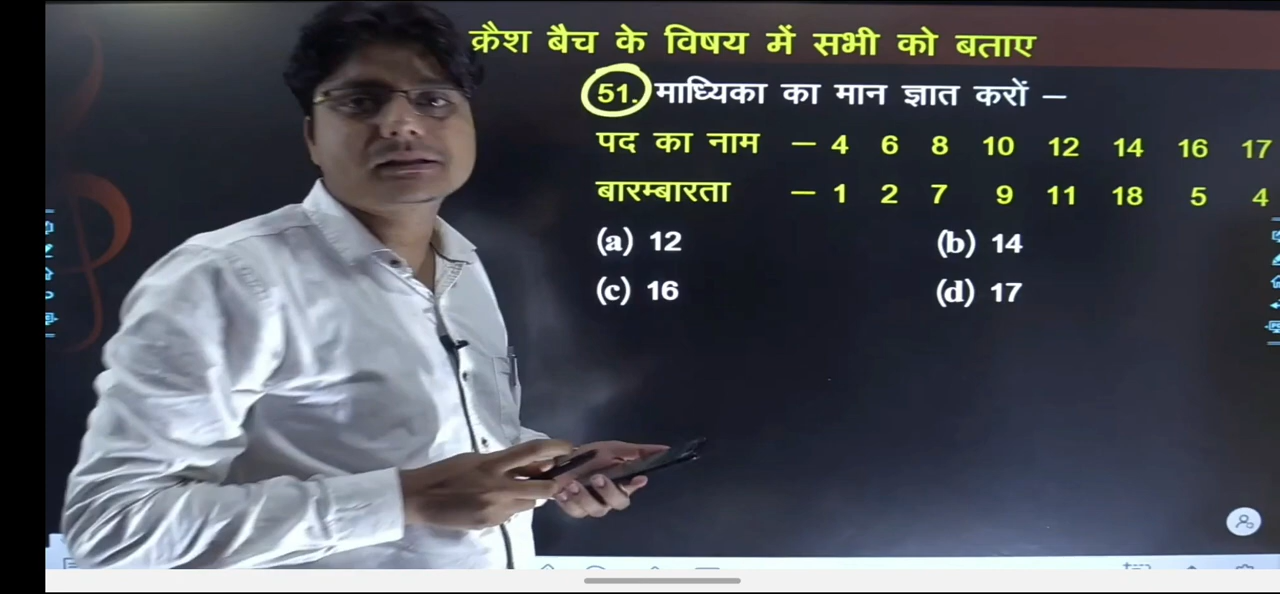 क्रैश बैच के विषय में सभी को बताए
51. माध्यिका का मान ज्ञात करों –
पद का नाम – 4 6 8 10 12 14 16 17
बारम्बारता – 1 2 7 9 11 18 5 4
(a) 12 (b) 14
(c) 16 (d) 17